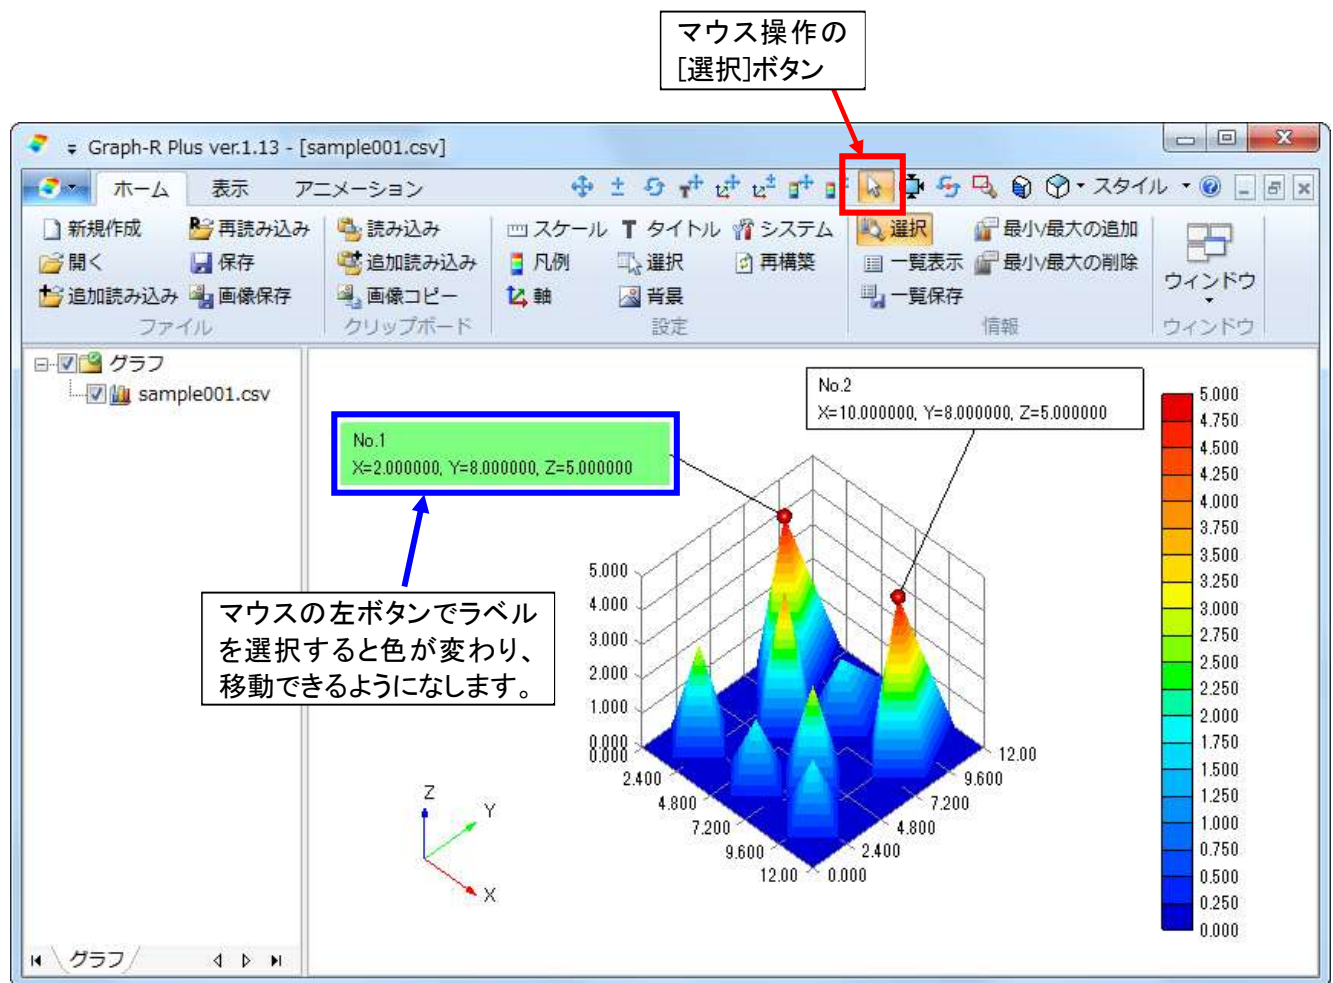 マウス操作の
[選択]ボタン
Graph-R Plus ver.1.13 - [sample001.csv]
ホーム 表示 アニメーション スタイル
新規作成 再読み込み 読み込み スケール タイトル システム 選択 最小/最大の追加
開く 保存 追加読み込み 凡例 選択 再構築 一覧表示 最小/最大の削除
追加読み込み 画像保存 画像コピー 軸 背景 一覧保存
ウィンドウ
ファイル クリップボード 設定 情報 ウィンドウ
グラフ
sample001.csv
No.1
X=2.000000, Y=8.000000, Z=5.000000
No.2
X=10.000000, Y=8.000000, Z=5.000000
マウスの左ボタンでラベル
を選択すると色が変わり、
移動できるようになします。
5.000
4.000
3.000
2.000
1.000
0.000
0.000
2.400
4.800
7.200
9.600
12.00
0.000
2.400
4.800
7.200
9.600
12.00
Z
Y
X
5.000
4.750
4.500
4.250
4.000
3.750
3.500
3.250
3.000
2.750
2.500
2.250
2.000
1.750
1.500
1.250
1.000
0.750
0.500
0.250
0.000
グラフ